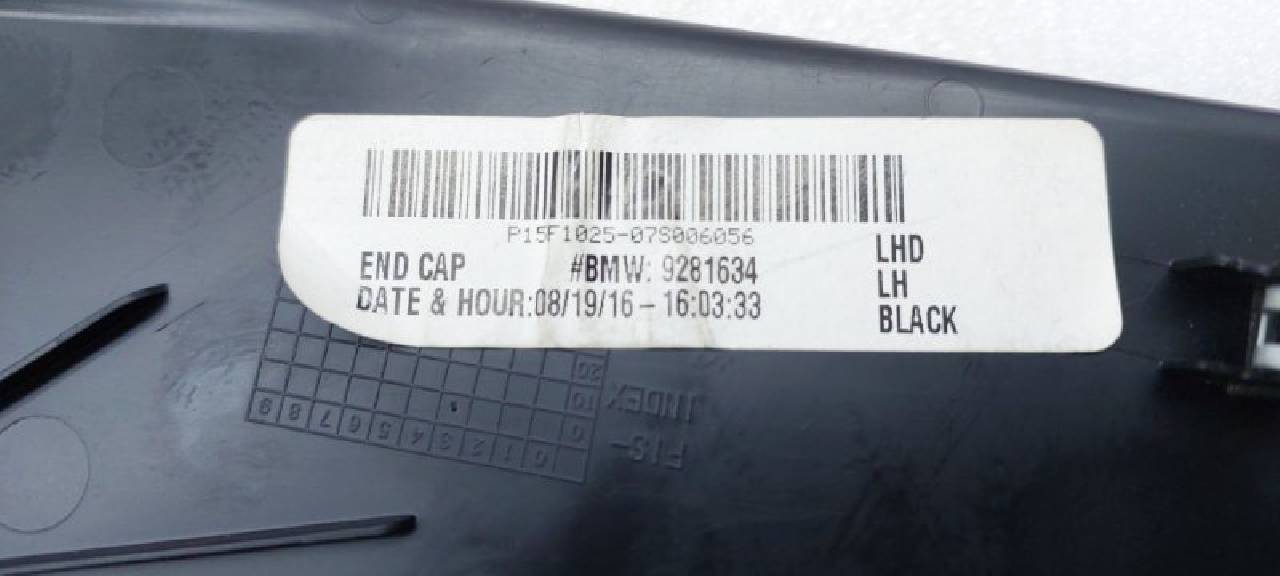 P15F1025-07S006056
END CAP #BMW: 9281634
DATE & HOUR:08/19/16 – 16:03:33
LHD
LH
BLACK
20
10
0
9 8 7 6 5 4 3 2 1 0
FIS-
INDEX